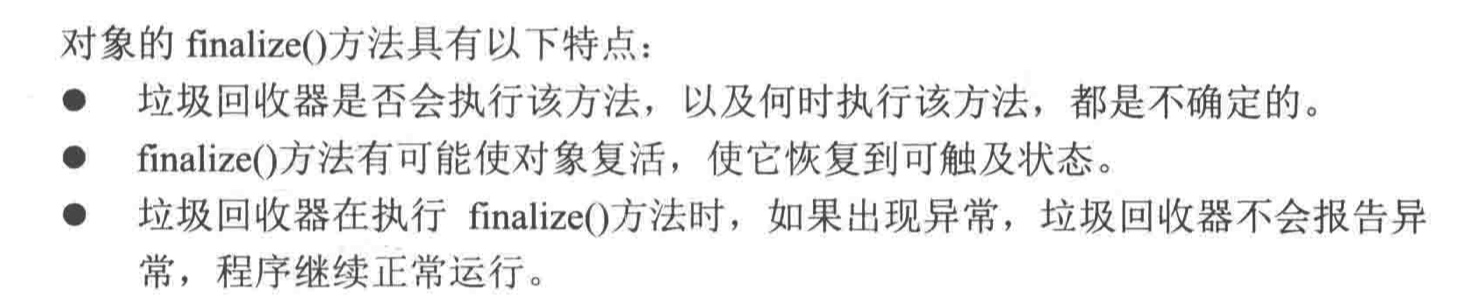 对象的 finalize()方法具有以下特点：
● 垃圾回收器是否会执行该方法，以及何时执行该方法，都是不确定的。
● finalize()方法有可能使对象复活，使它恢复到可触及状态。
● 垃圾回收器在执行 finalize()方法时，如果出现异常，垃圾回收器不会报告异
常，程序继续正常运行。